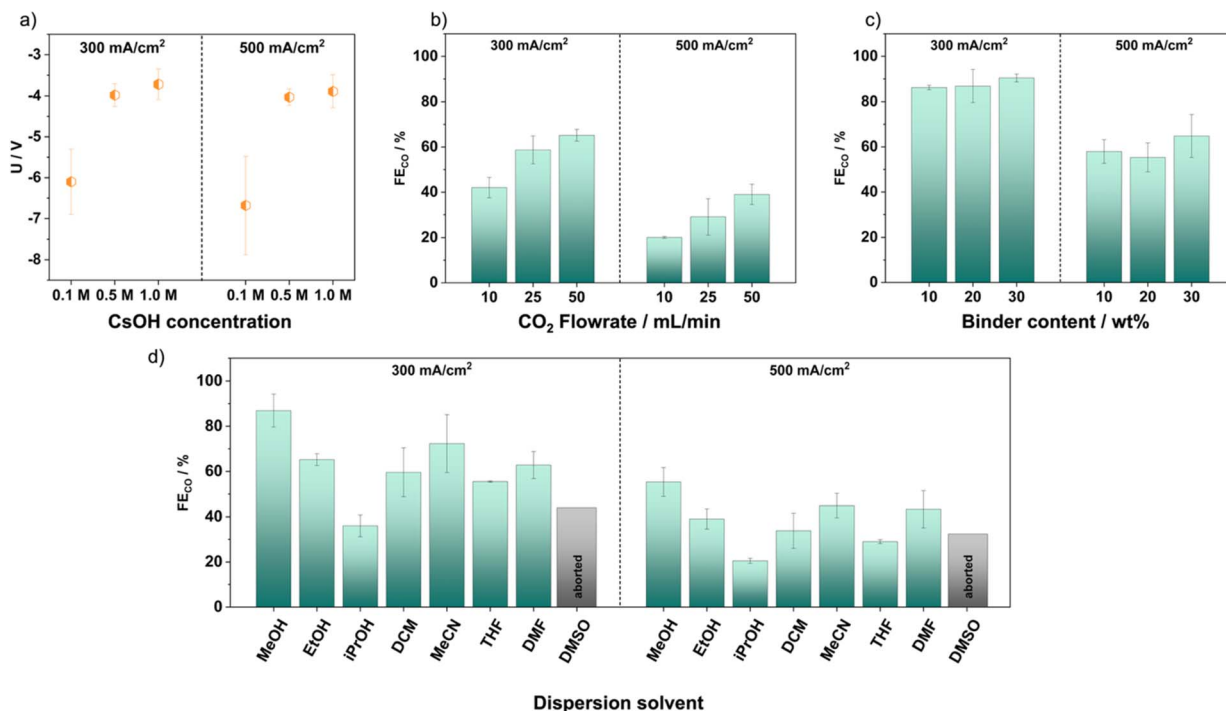 a)
300 mA/cm²
500 mA/cm²
-3
-4
-5
-6
-7
-8
U / V
0.1 M 0.5 M 1.0 M
0.1 M 0.5 M 1.0 M
CsOH concentration
b)
300 mA/cm²
500 mA/cm²
100
80
60
40
20
0
FE_CO / %
10 25 50
10 25 50
CO₂ Flowrate / mL/min
c)
300 mA/cm²
500 mA/cm²
100
80
60
40
20
0
FE_CO / %
10 20 30
10 20 30
Binder content / wt%
d)
300 mA/cm²
500 mA/cm²
100
80
60
40
20
0
FE_CO / %
aborted
aborted
MeOH EtOH iPrOH DCM MeCN THF DMF DMSO
MeOH EtOH iPrOH DCM MeCN THF DMF DMSO
Dispersion solvent